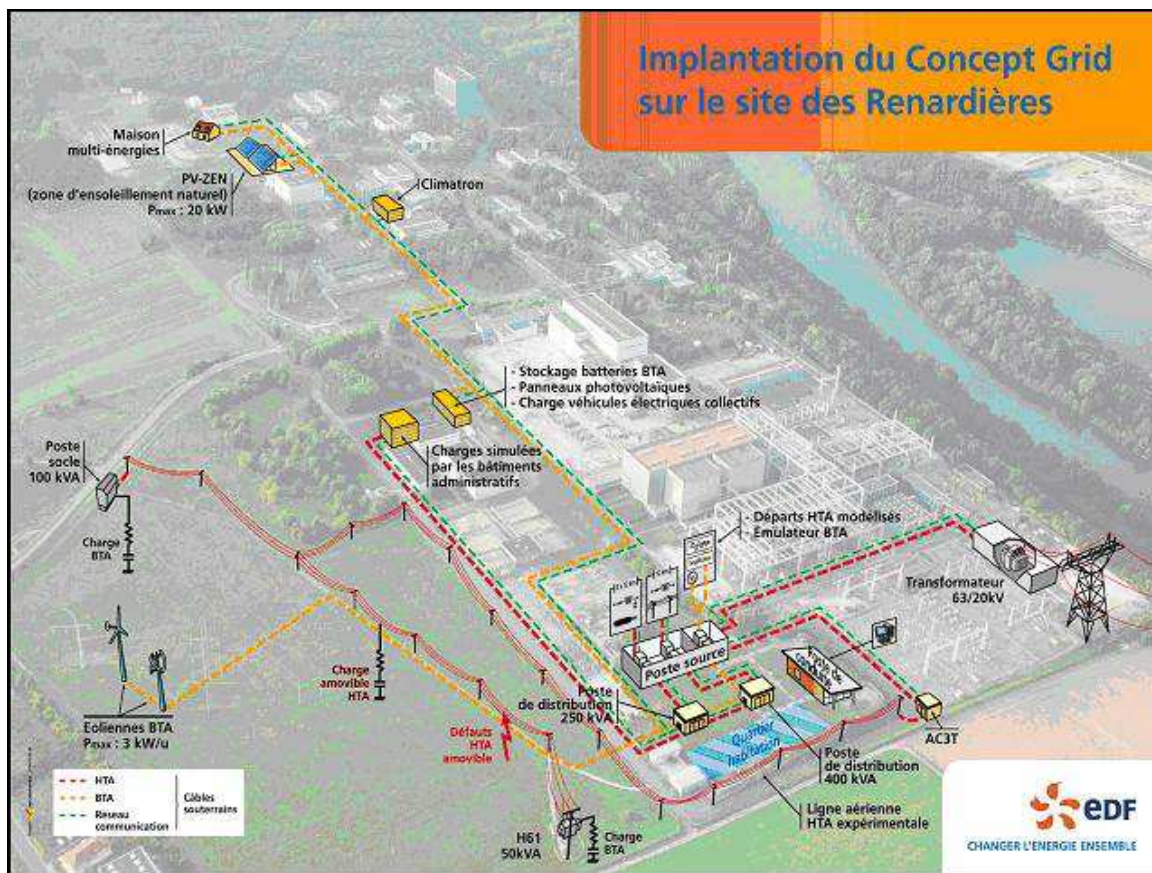 Implantation du Concept Grid
sur le site des Renardières
Maison
multi-énergies
PV-ZEN
(zone d'ensoleillement naturel)
Pmax : 20 kW
Climatron
- Stockage batteries BTA
- Panneaux photovoltaïques
- Charge véhicules électriques collectifs
Poste
socle
100 kVA
Charges simulées
par les bâtiments
administratifs
Charge
BTA
- Départs HTA modélisés
- Emulateur BTA
Transformateur
63/20kV
Poste source
Poste de
conduite
Charge
amovible
HTA
Poste
de distribution
250 kVA
Eoliennes BTA
Pmax : 3 kW/u
Défauts
HTA
amovible
Quartier
habitation
AC3T
Poste
de distribution
400 kVA
HTA
BTA
Réseau
communication
Câbles
souterrains
Ligne aérienne
HTA expérimentale
H61
50kVA
Charge
BTA
eDF
CHANGER L'ÉNERGIE ENSEMBLE